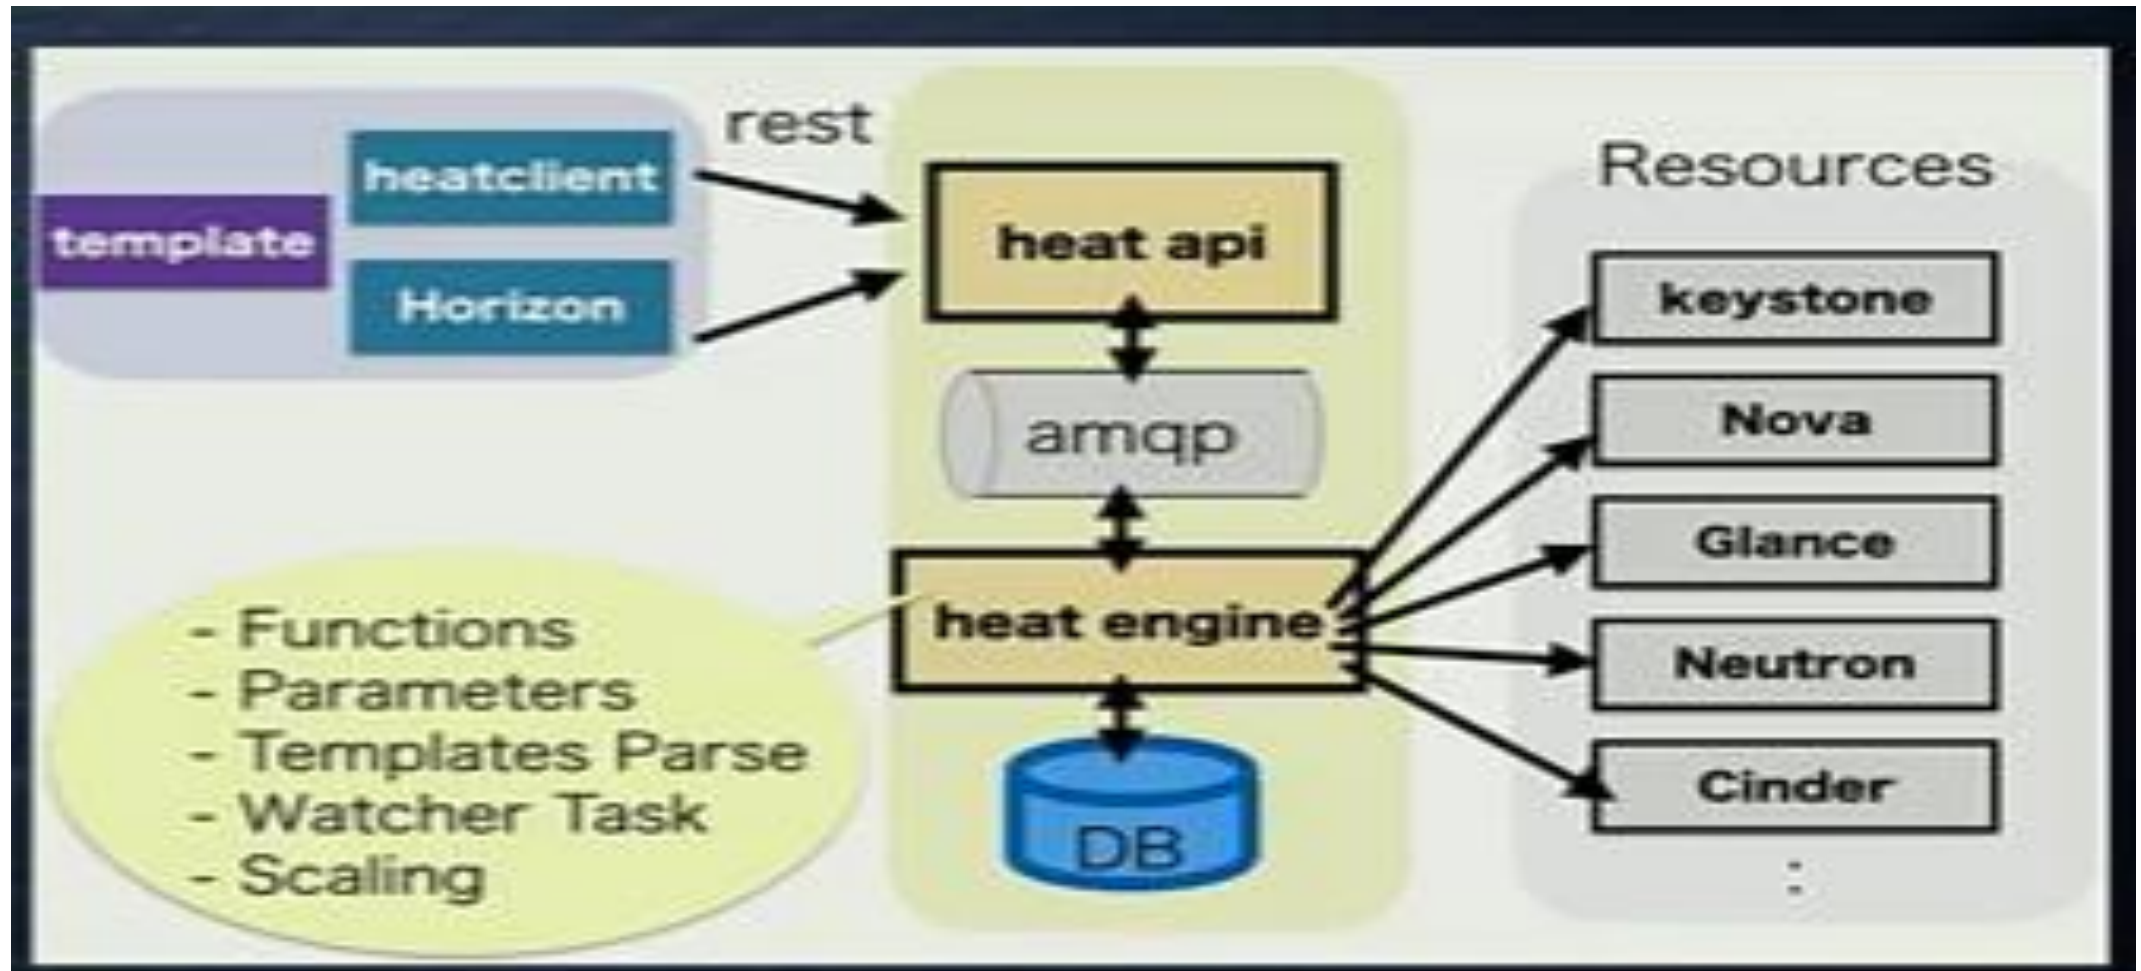 template
heatclient
Horizon
rest
heat api
amqp
heat engine
DB
- Functions
- Parameters
- Templates Parse
- Watcher Task
- Scaling
Resources
keystone
Nova
Glance
Neutron
Cinder
: